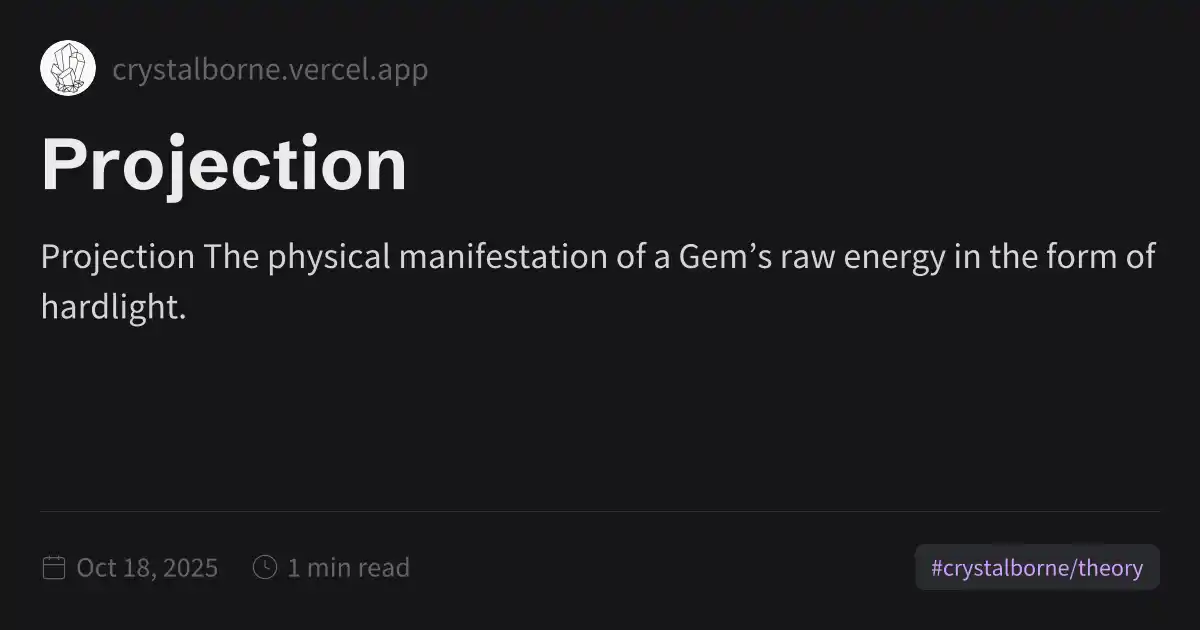 crystalborne.vercel.app
Projection
Projection The physical manifestation of a Gem’s raw energy in the form of
hardlight.
Oct 18, 2025 1 min read
#crystalborne/theory